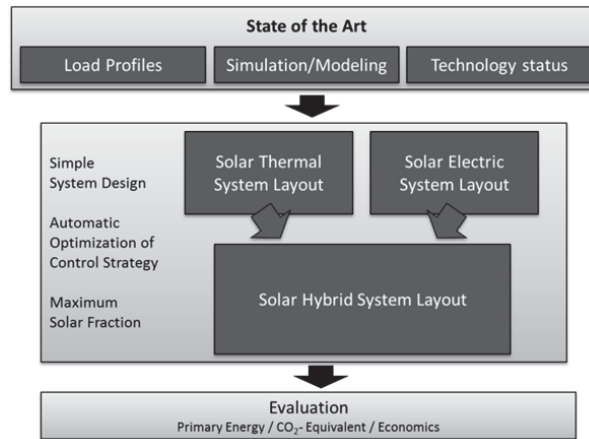 State of the Art
Load Profiles
Simulation/Modeling
Technology status
Simple
System Design
Automatic
Optimization of
Control Strategy
Maximum
Solar Fraction
Solar Thermal
System Layout
Solar Electric
System Layout
Solar Hybrid System Layout
Evaluation
Primary Energy / CO₂- Equivalent / Economics